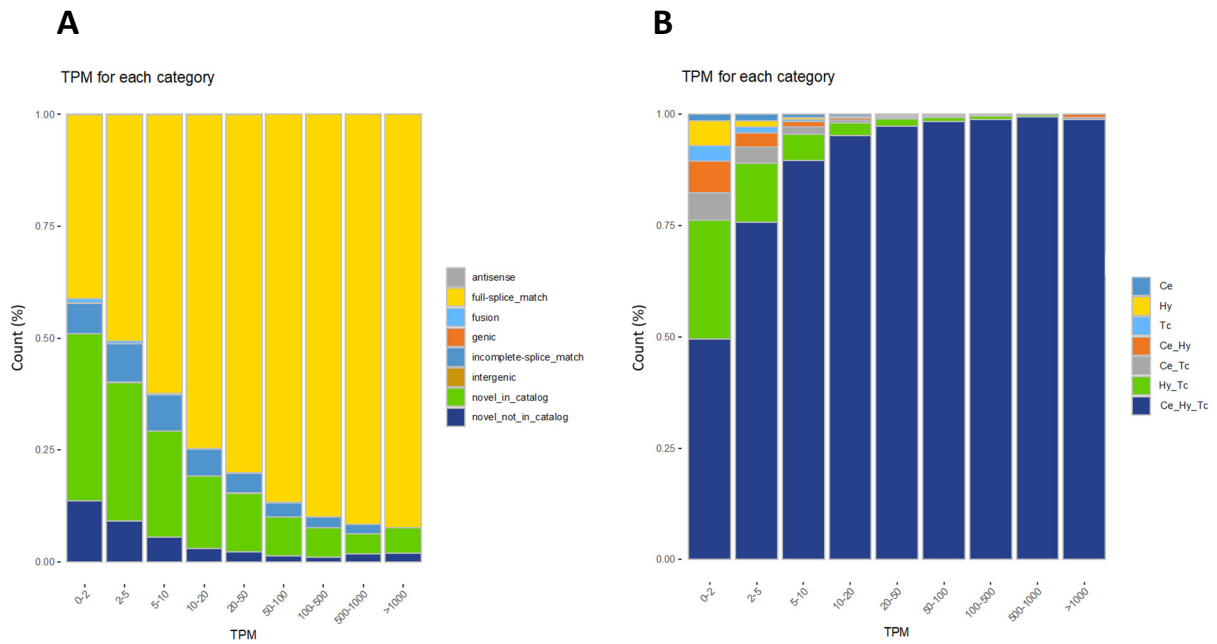 A
TPM for each category
Count (%)
1.00
0.75
0.50
0.25
0.00
0-2
2-5
5-10
10-20
20-50
50-100
100-500
500-1000
>1000
TPM
antisense
full-splice_match
fusion
genic
incomplete-splice_match
intergenic
novel_in_catalog
novel_not_in_catalog
B
TPM for each category
Count (%)
1.00
0.75
0.50
0.25
0.00
0-2
2-5
5-10
10-20
20-50
50-100
100-500
500-1000
>1000
TPM
Ce
Hy
Tc
Ce_Hy
Ce_Tc
Hy_Tc
Ce_Hy_Tc